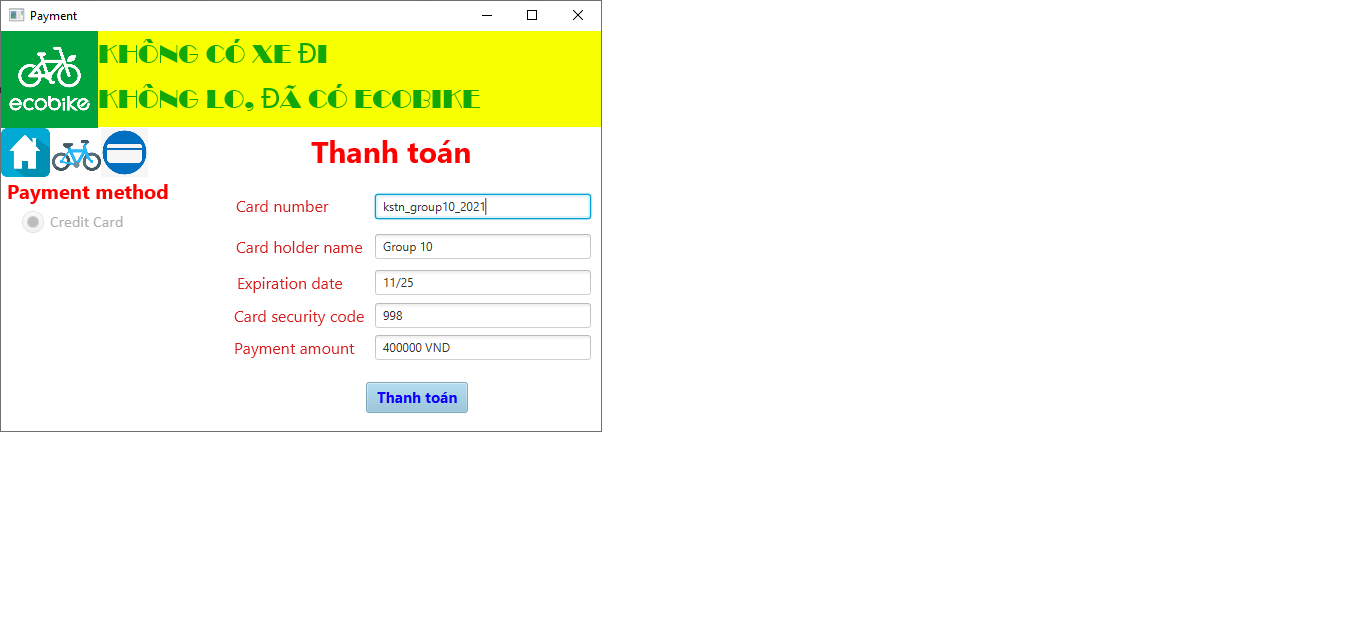 Payment
KHÔNG CÓ XE ĐI
KHÔNG LO, ĐÃ CÓ ECOBIKE
ecobike
Thanh toán
Payment method
Credit Card
Card number
kstn_group10_2021
Card holder name
Group 10
Expiration date
11/25
Card security code
998
Payment amount
400000 VND
Thanh toán